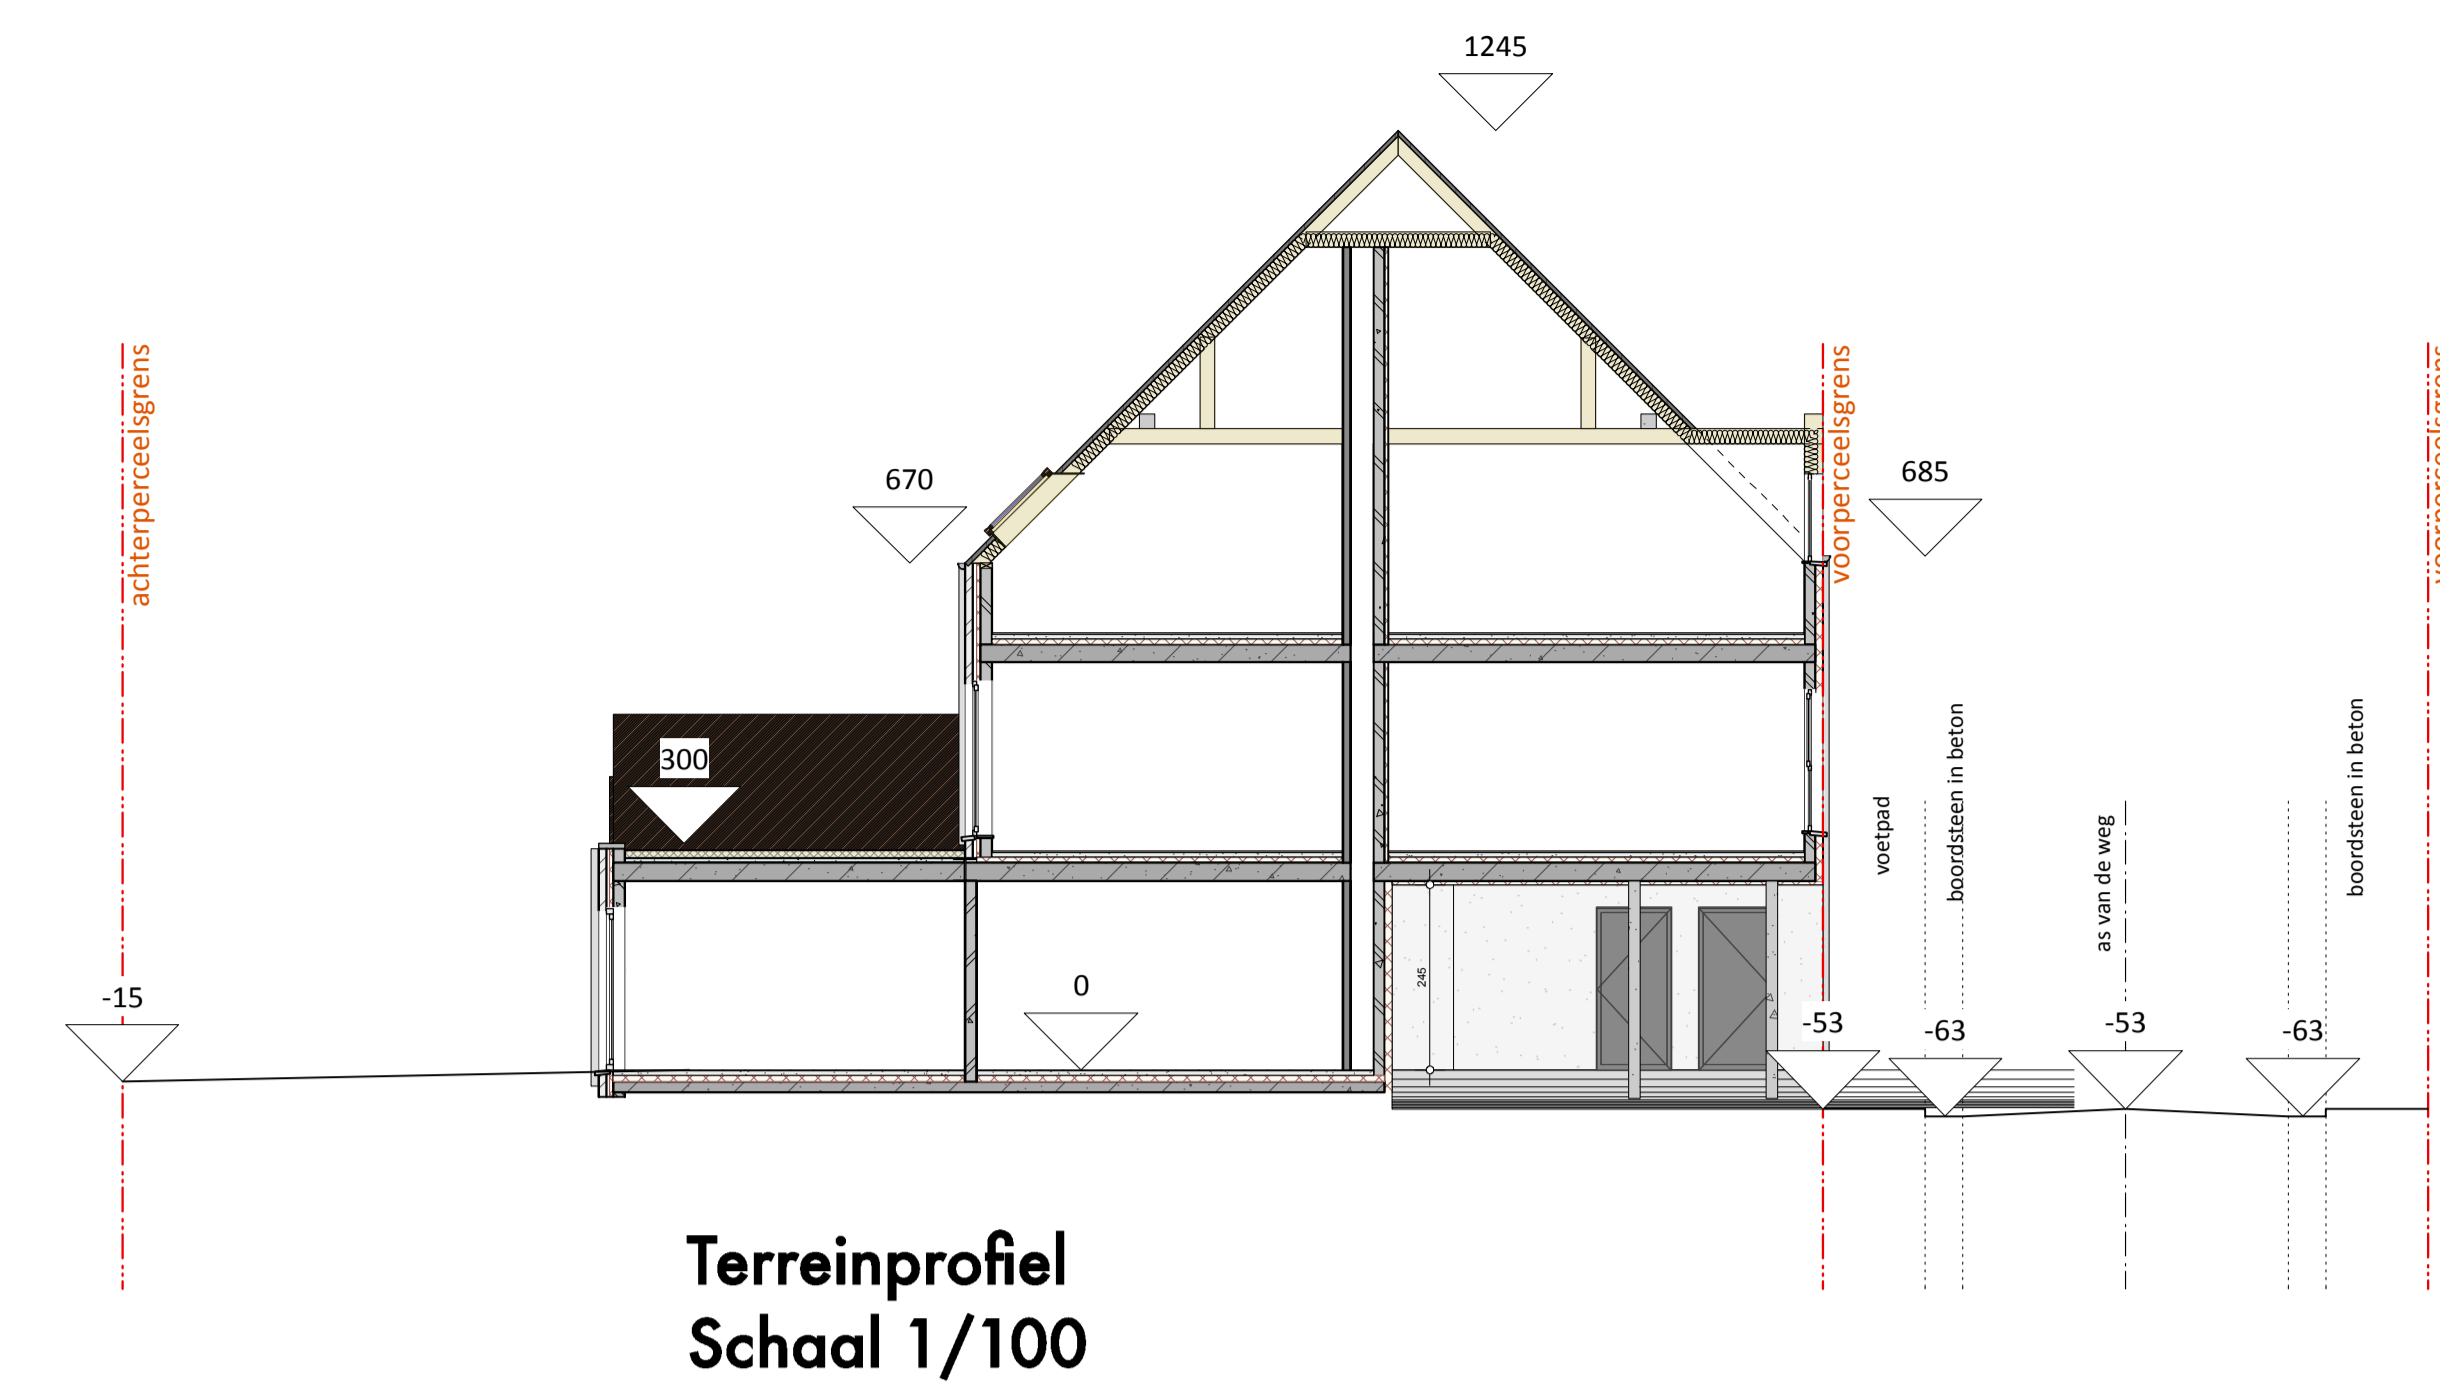 1245
achterperceelsgrens
voorperceelsgrens
voorperceelsgrens
670
685
boordsteen in beton
boordsteen in beton
300
voetpad
as van de weg
245
-15
0
-53
-63
-53
-63
Terreinprofiel
Schaal 1/100